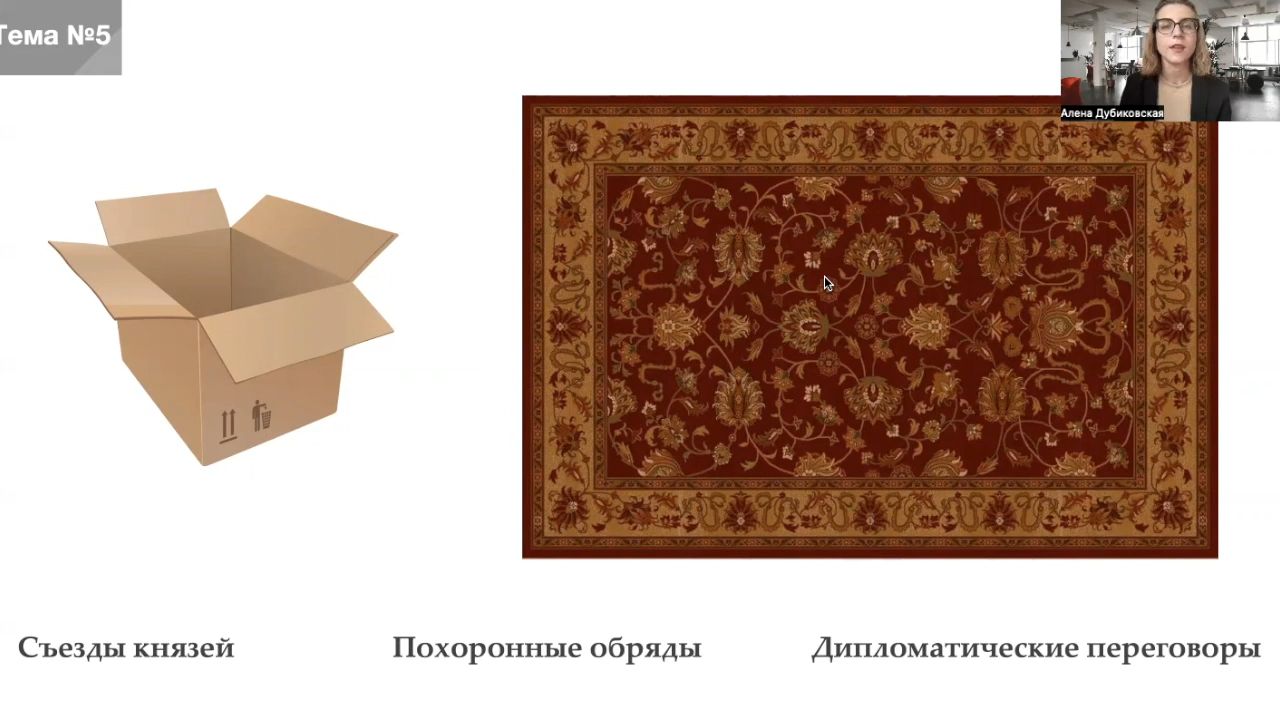 Тема №5
Алена Дубиковская
Съезды князей
Похоронные обряды
Дипломатические переговоры